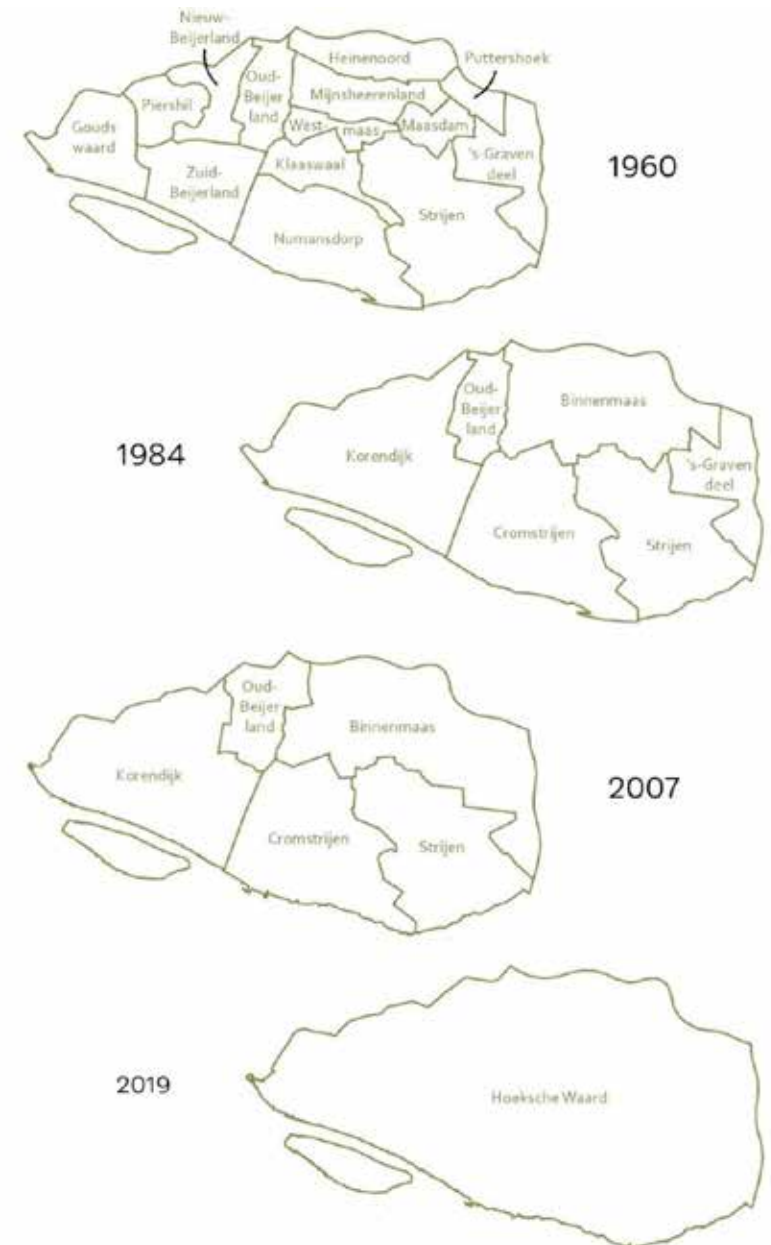 Nieuw-
Beijerland
Oud-
Beijer
land
Heinenoord
Puttershoek
Piershil
Mijnsheerenland
Gouds
waard
West-
maas
Maasdam
Zuid-
Beijerland
Klaaswaal
's-Graven
deel
1960
Strijen
Numansdorp
1984
Oud-
Beijer
land
Binnenmaas
Korendijk
's-Graven
deel
Cromstrijen
Strijen
Oud-
Beijer
land
Binnenmaas
Korendijk
2007
Cromstrijen
Strijen
2019
Hoeksche Waard